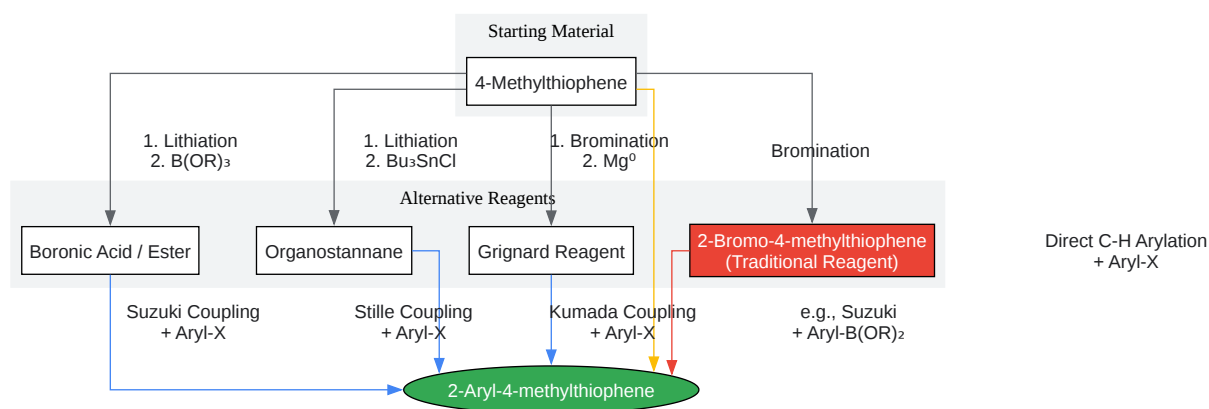 Starting Material
4-Methylthiophene
1. Lithiation
2. B(OR)₃
1. Lithiation
2. Bu₃SnCl
1. Bromination
2. Mg⁰
Bromination
Alternative Reagents
Boronic Acid / Ester
Organostannane
Grignard Reagent
2-Bromo-4-methylthiophene
(Traditional Reagent)
Direct C-H Arylation
+ Aryl-X
Suzuki Coupling
+ Aryl-X
Stille Coupling
+ Aryl-X
Kumada Coupling
+ Aryl-X
e.g., Suzuki
+ Aryl-B(OR)₂
2-Aryl-4-methylthiophene